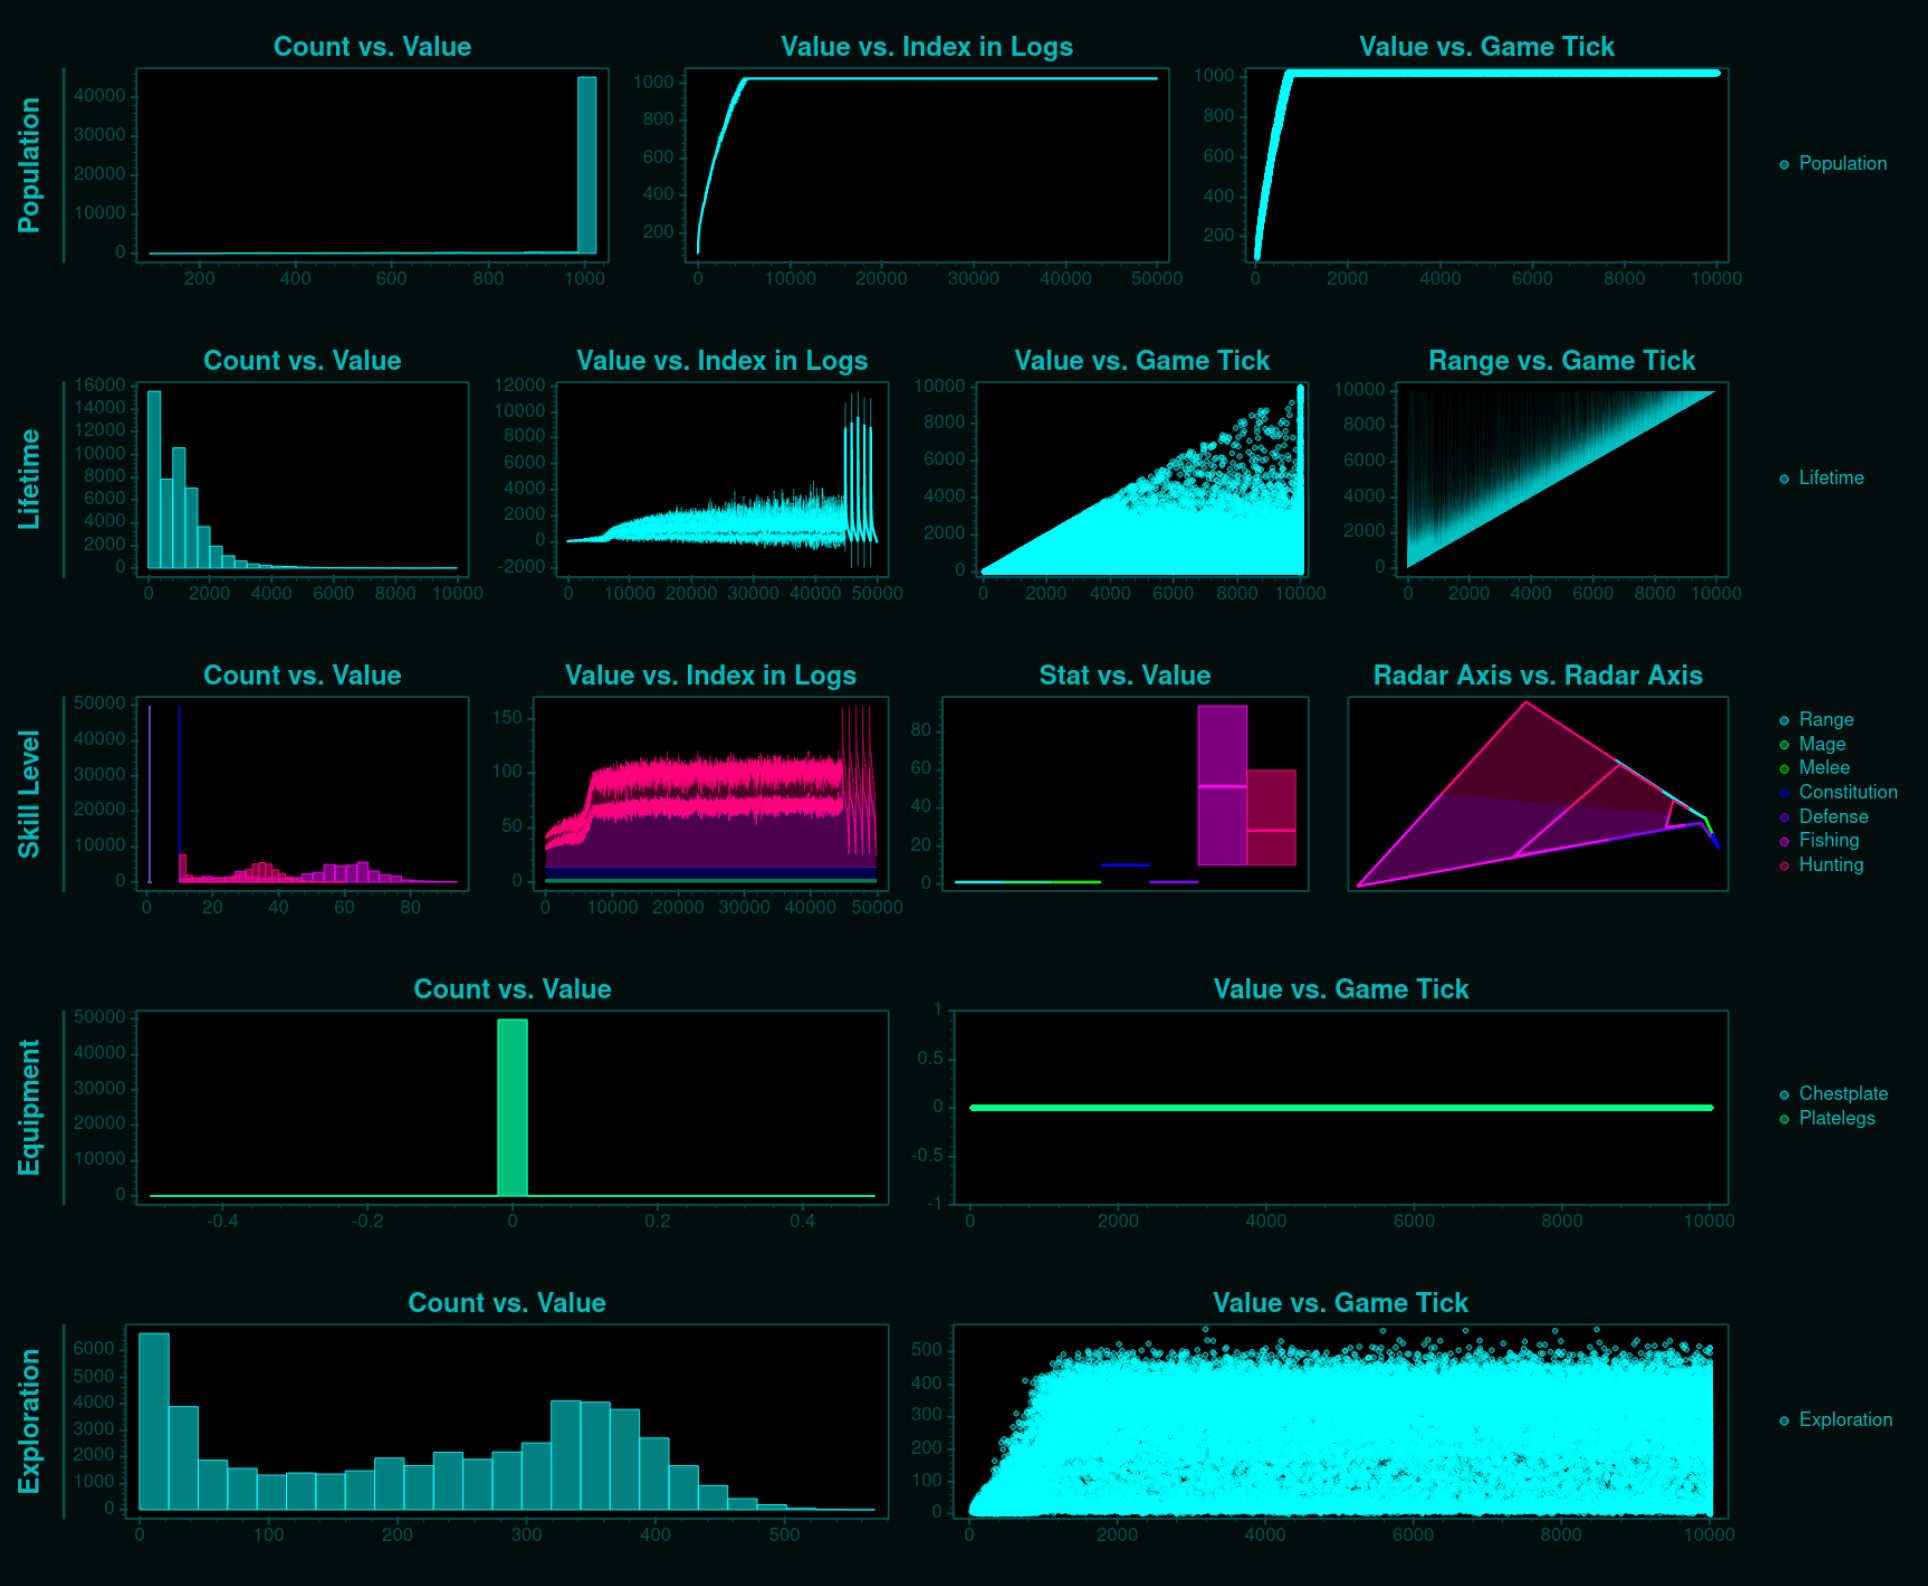 Population
Count vs. Value
40000
30000
20000
10000
0
200 400 600 800 1000
Value vs. Index in Logs
1000
800
600
400
200
0 10000 20000 30000 40000 50000
Value vs. Game Tick
1000
800
600
400
200
0 2000 4000 6000 8000 10000
Population
Lifetime
Count vs. Value
16000
14000
12000
10000
8000
6000
4000
2000
0
0 2000 4000 6000 8000 10000
Value vs. Index in Logs
12000
10000
8000
6000
4000
2000
0
-2000
0 10000 20000 30000 40000 50000
Value vs. Game Tick
10000
8000
6000
4000
2000
0
0 2000 4000 6000 8000 10000
Range vs. Game Tick
10000
8000
6000
4000
2000
0
0 2000 4000 6000 8000 10000
Lifetime
Skill Level
Count vs. Value
50000
40000
30000
20000
10000
0
0 20 40 60 80
Value vs. Index in Logs
150
100
50
0
0 10000 20000 30000 40000 50000
Stat vs. Value
80
60
40
20
0
Radar Axis vs. Radar Axis
Range
Mage
Melee
Constitution
Defense
Fishing
Hunting
Equipment
Count vs. Value
50000
40000
30000
20000
10000
0
-0.4 -0.2 0 0.2 0.4
Value vs. Game Tick
1
0.5
0
-0.5
-1
0 2000 4000 6000 8000 10000
Chestplate
Platelegs
Exploration
Count vs. Value
6000
5000
4000
3000
2000
1000
0
0 100 200 300 400 500
Value vs. Game Tick
500
400
300
200
100
0
0 2000 4000 6000 8000 10000
Exploration